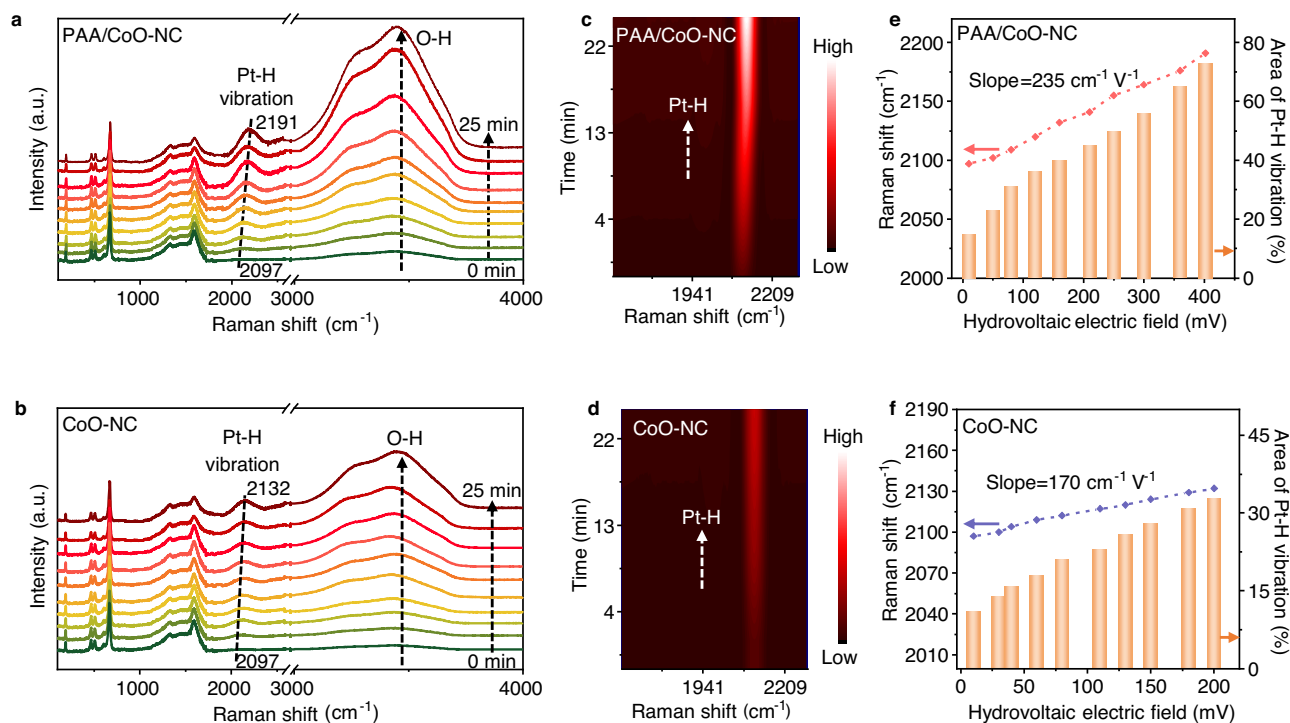 a
PAA/CoO-NC
Pt-H
vibration
2191
O-H
25 min
2097
0 min
Intensity (a.u.)
1000
2000
3000
4000
Raman shift (cm⁻¹)
c
PAA/CoO-NC
Pt-H
22
13
4
Time (min)
1941
2209
Raman shift (cm⁻¹)
High
Low
e
PAA/CoO-NC
Slope=235 cm⁻¹ V⁻¹
2200
2150
2100
2050
2000
Raman shift (cm⁻¹)
80
60
40
20
0
Area of Pt-H
vibration (%)
0
100
200
300
400
Hydrovoltaic electric field (mV)
b
CoO-NC
Pt-H
vibration
2132
O-H
25 min
2097
0 min
Intensity (a.u.)
1000
2000
3000
4000
Raman shift (cm⁻¹)
d
CoO-NC
Pt-H
22
13
4
Time (min)
1941
2209
Raman shift (cm⁻¹)
High
Low
f
CoO-NC
Slope=170 cm⁻¹ V⁻¹
2190
2160
2130
2100
2070
2040
2010
Raman shift (cm⁻¹)
45
30
15
0
Area of Pt-H
vibration (%)
0
50
100
150
200
Hydrovoltaic electric field (mV)